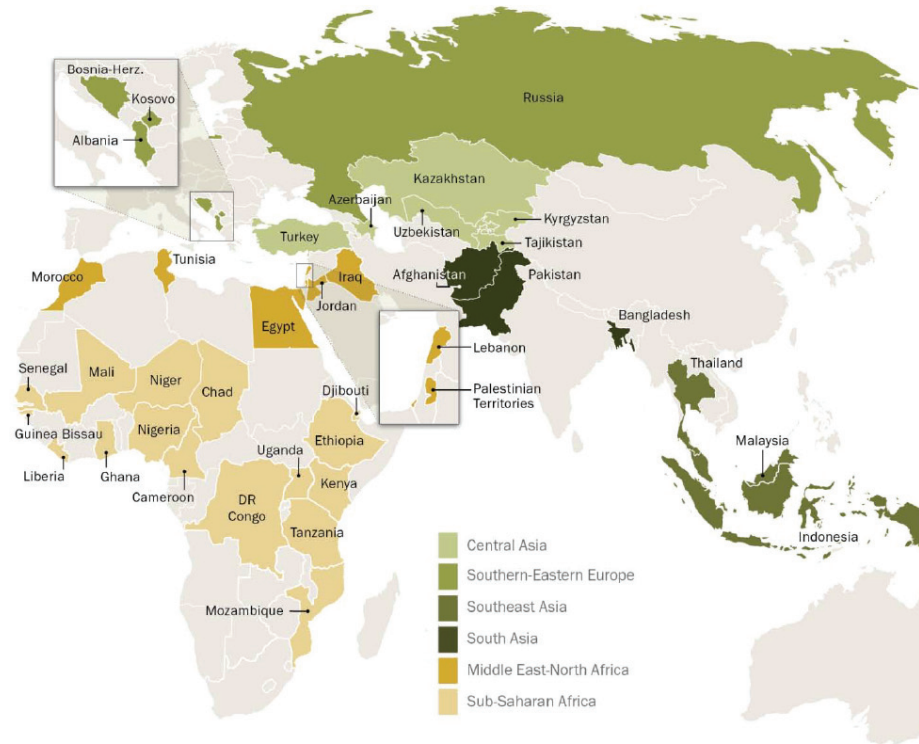 Bosnia-Herz.
Kosovo
Albania
Russia
Kazakhstan
Azerbaijan
Uzbekistan
Kyrgyzstan
Tajikistan
Turkey
Tunisia
Morocco
Iraq
Afghanistan
Pakistan
Jordan
Egypt
Bangladesh
Lebanon
Palestinian
Territories
Thailand
Senegal
Mali
Niger
Chad
Djibouti
Guinea Bissau
Nigeria
Ethiopia
Uganda
Malaysia
Liberia
Ghana
Cameroon
Kenya
DR
Congo
Tanzania
Indonesia
Mozambique
Central Asia
Southern-Eastern Europe
Southeast Asia
South Asia
Middle East-North Africa
Sub-Saharan Africa